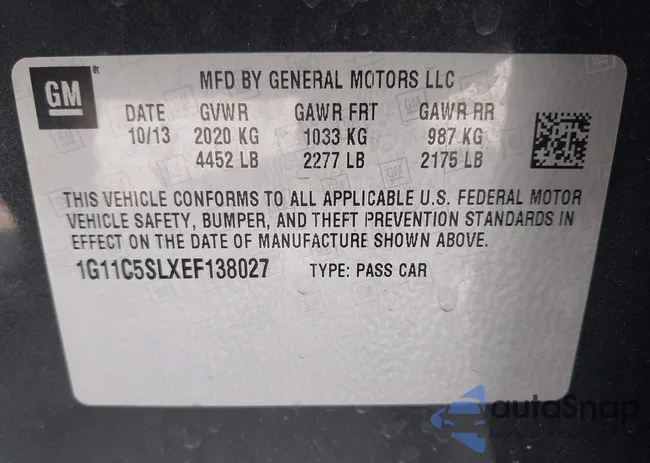 GM
MFD BY GENERAL MOTORS LLC
DATE GVWR GAWR FRT GAWR RR
10/13 2020 KG 1033 KG 987 KG
4452 LB 2277 LB 2175 LB
THIS VEHICLE CONFORMS TO ALL APPLICABLE U.S. FEDERAL MOTOR
VEHICLE SAFETY, BUMPER, AND THEFT PREVENTION STANDARDS IN
EFFECT ON THE DATE OF MANUFACTURE SHOWN ABOVE.
1G11C5SLXEF138027 TYPE: PASS CAR
autoSnap